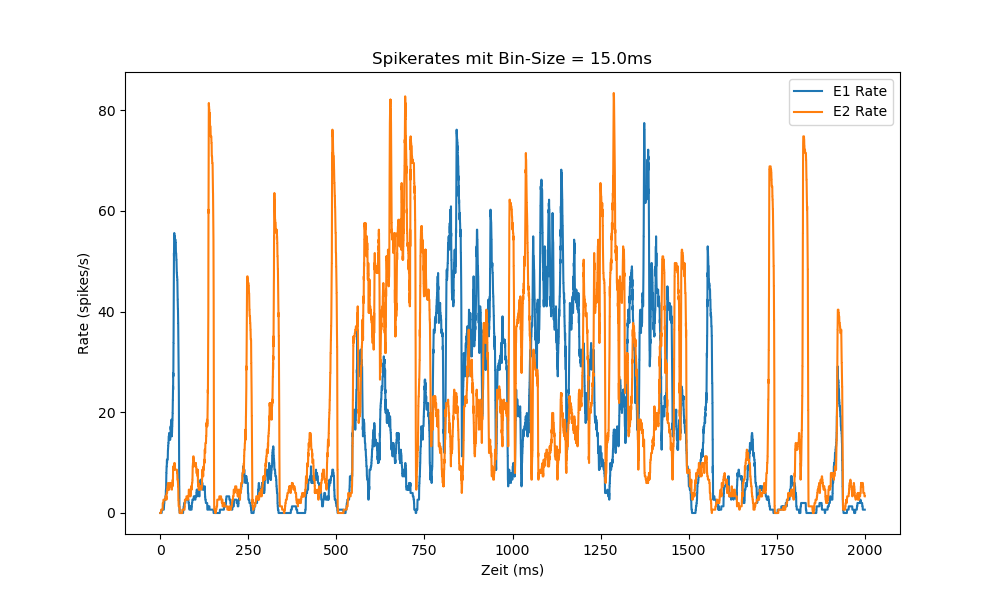 Spikerates mit Bin-Size = 15.0ms
E1 Rate
E2 Rate
Rate (spikes/s)
80
60
40
20
0
0 250 500 750 1000 1250 1500 1750 2000
Zeit (ms)